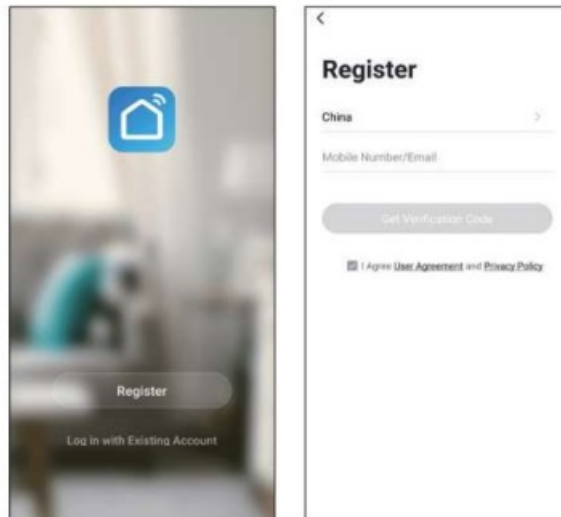 Register
Log in with Existing Account
Register
China
Mobile Number/Email
Get Verification Code
I Agree User Agreement and Privacy Policy